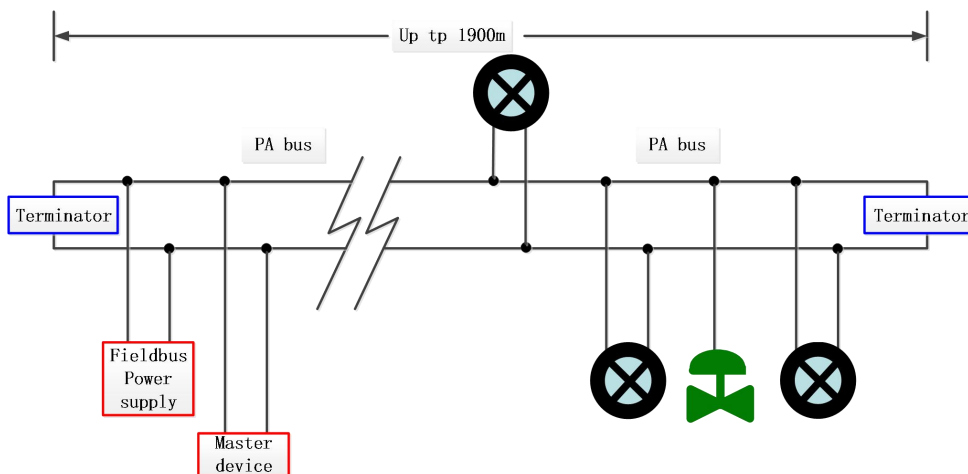 Up tp 1900m
PA bus
PA bus
Terminator
Terminator
Fieldbus
Power
supply
Master
device